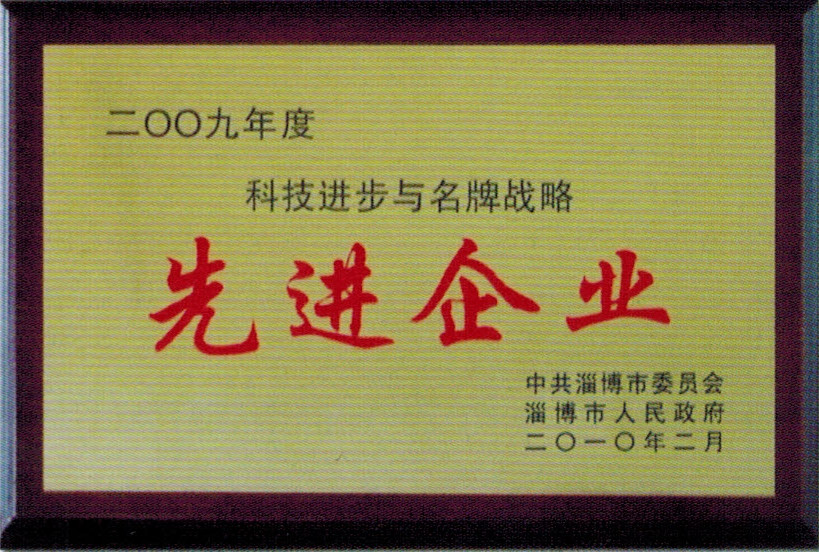 二〇〇九年度
科技进步与名牌战略
先进企业
中共淄博市委员会
淄博市人民政府
二〇一〇年二月